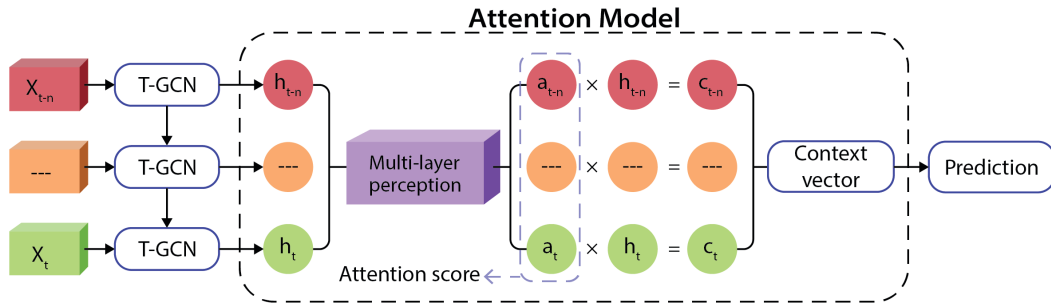 Attention Model
X_{t-n} T-GCN h_{t-n} a_{t-n} × h_{t-n} = c_{t-n}
--- T-GCN --- Multi-layer perception --- × --- = --- Context vector Prediction
X_t T-GCN h_t a_t × h_t = c_t
Attention score